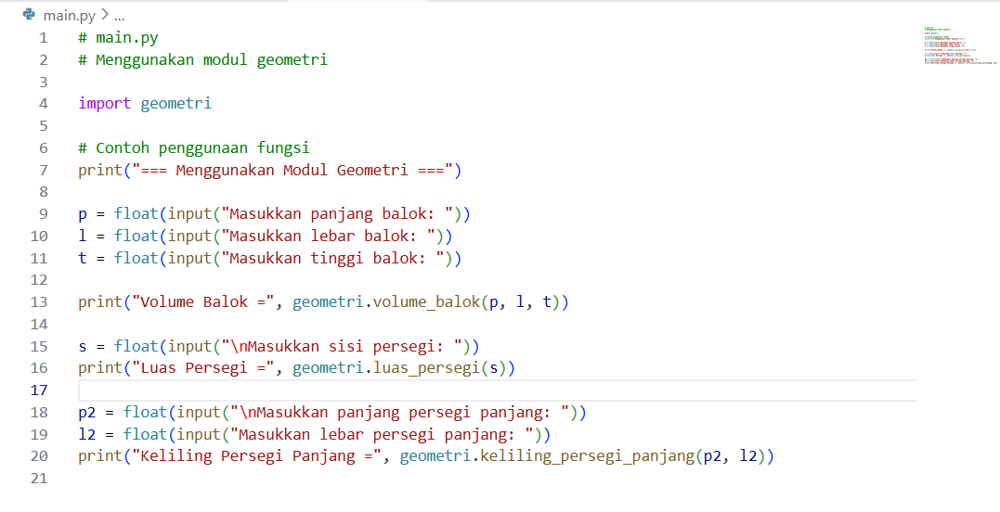 main.py > ...
1 # main.py
2 # Menggunakan modul geometri
3
4 import geometri
5
6 # Contoh penggunaan fungsi
7 print("=== Menggunakan Modul Geometri ===")
8
9 p = float(input("Masukkan panjang balok: "))
10 l = float(input("Masukkan lebar balok: "))
11 t = float(input("Masukkan tinggi balok: "))
12
13 print("Volume Balok =", geometri.volume_balok(p, l, t))
14
15 s = float(input("\nMasukkan sisi persegi: "))
16 print("Luas Persegi =", geometri.luas_persegi(s))
17
18 p2 = float(input("\nMasukkan panjang persegi panjang: "))
19 l2 = float(input("Masukkan lebar persegi panjang: "))
20 print("Keliling Persegi Panjang =", geometri.keliling_persegi_panjang(p2, l2))
21